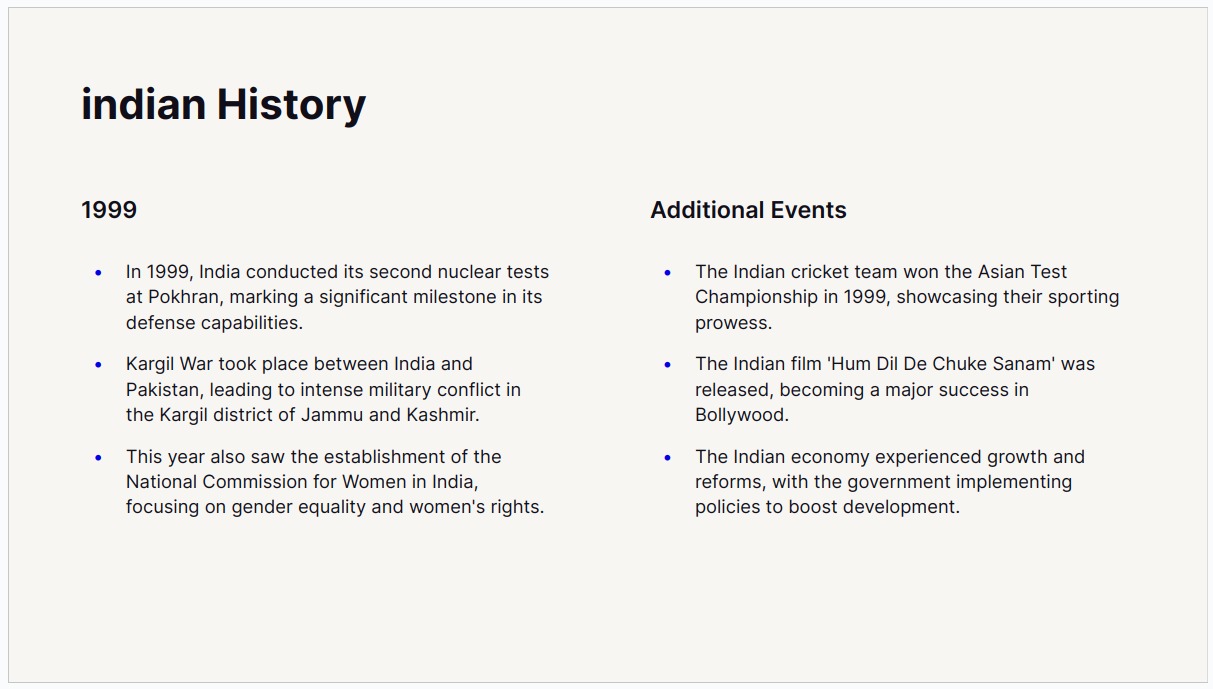 indian History
1999
In 1999, India conducted its second nuclear tests
at Pokhran, marking a significant milestone in its
defense capabilities.
Kargil War took place between India and
Pakistan, leading to intense military conflict in
the Kargil district of Jammu and Kashmir.
This year also saw the establishment of the
National Commission for Women in India,
focusing on gender equality and women's rights.
Additional Events
The Indian cricket team won the Asian Test
Championship in 1999, showcasing their sporting
prowess.
The Indian film 'Hum Dil De Chuke Sanam' was
released, becoming a major success in
Bollywood.
The Indian economy experienced growth and
reforms, with the government implementing
policies to boost development.